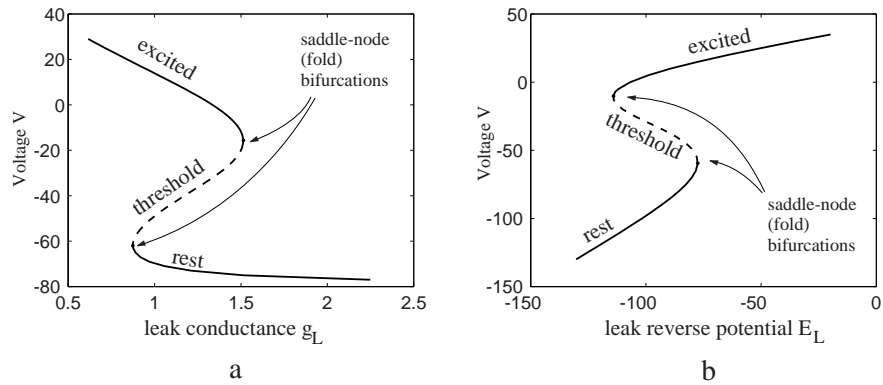 40
20
0
-20
-40
-60
-80
Voltage V
excited
saddle-node
(fold)
bifurcations
threshold
rest
0.5
1
1.5
2
2.5
leak conductance g_L
a
50
0
-50
-100
-150
Voltage V
excited
threshold
rest
saddle-node
(fold)
bifurcations
-150
-100
-50
0
leak reverse potential E_L
b